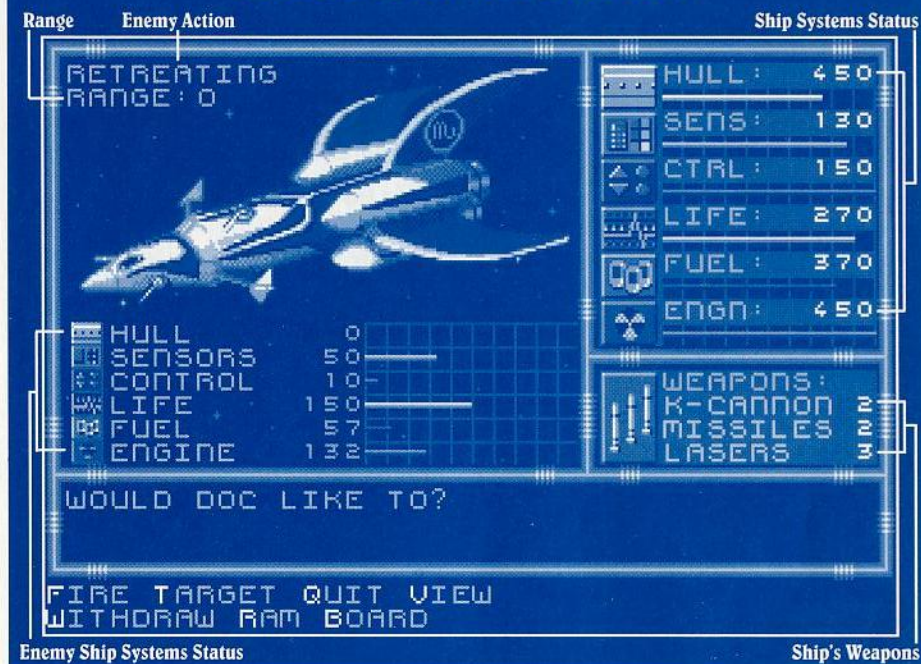 Range
Enemy Action
Ship Systems Status
RETREATING
RANGE: 0
HULL: 450
SENS: 130
CTRL: 150
LIFE: 270
FUEL: 370
ENGN: 450
HULL 0
SENSORS 50
CONTROL 10
LIFE 150
FUEL 57
ENGINE 132
WEAPONS:
K-CANNON 2
MISSILES 2
LASERS 3
WOULD DOC LIKE TO?
FIRE TARGET QUIT VIEW
WITHDRAW RAM BOARD
Enemy Ship Systems Status
Ship's Weapons